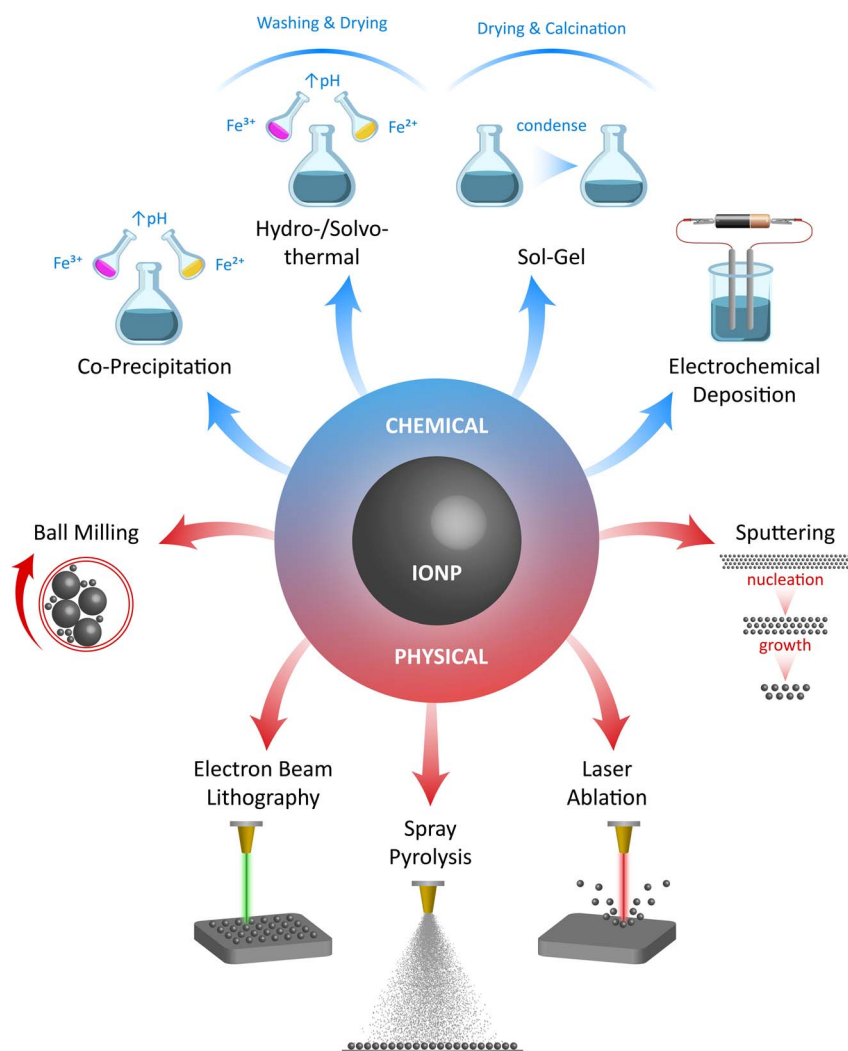 Washing & Drying
Drying & Calcination
↑pH
Fe³⁺
Fe²⁺
condense
Hydro-/Solvo-
thermal
Sol-Gel
↑pH
Fe³⁺
Fe²⁺
Co-Precipitation
Electrochemical
Deposition
CHEMICAL
IONP
PHYSICAL
Ball Milling
Sputtering
nucleation
growth
Electron Beam
Lithography
Spray
Pyrolysis
Laser
Ablation